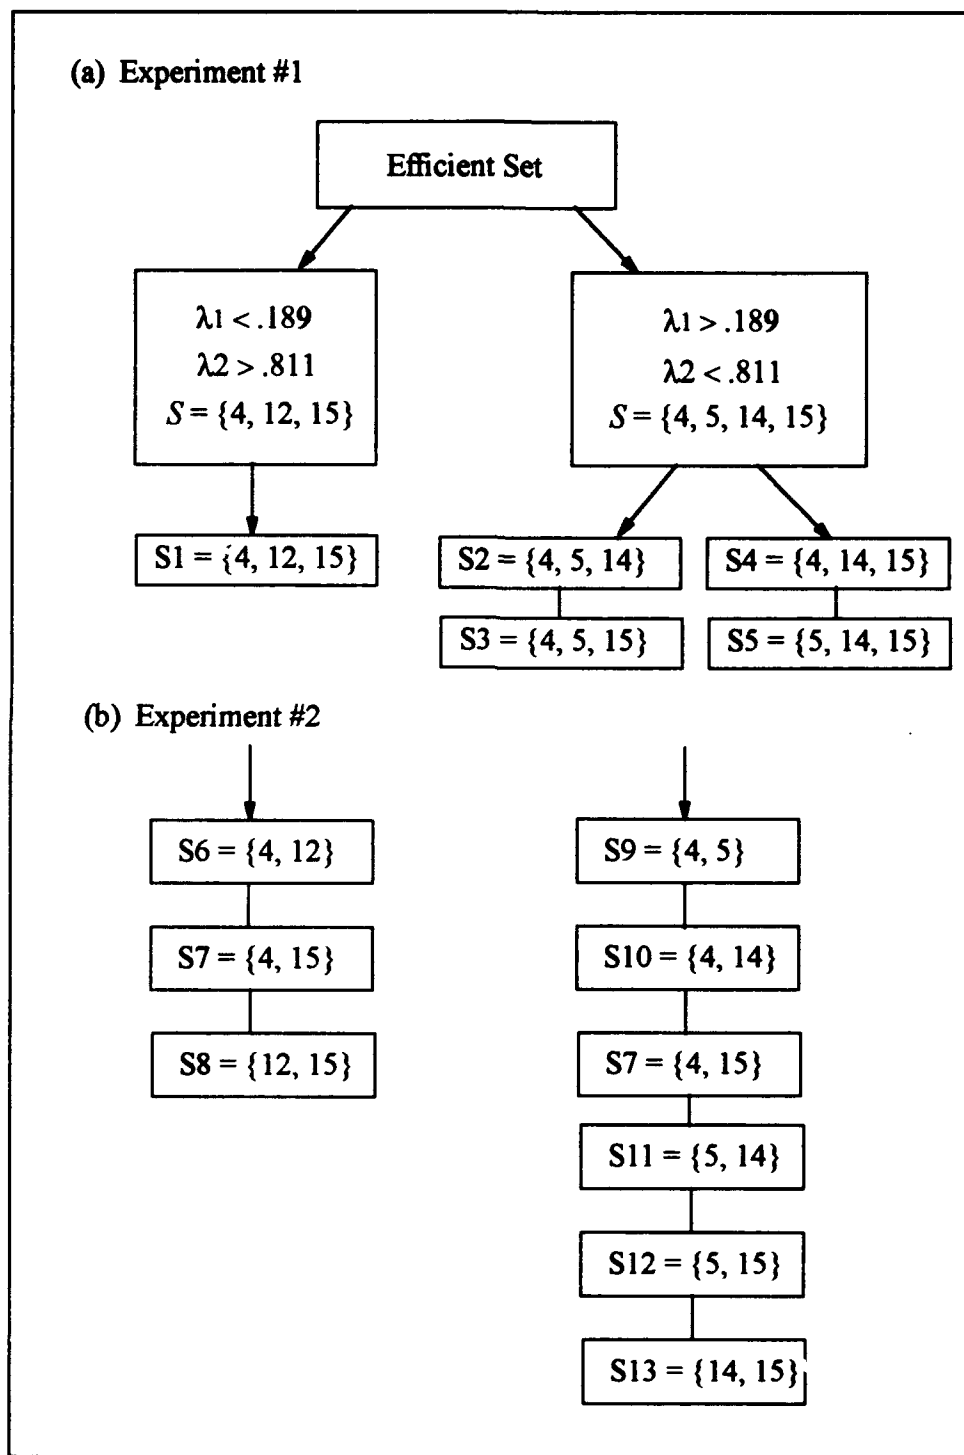 (a) Experiment #1
Efficient Set
λ1 < .189
λ2 > .811
S = {4, 12, 15}
λ1 > .189
λ2 < .811
S = {4, 5, 14, 15}
S1 = {4, 12, 15}
S2 = {4, 5, 14}
S4 = {4, 14, 15}
S3 = {4, 5, 15}
S5 = {5, 14, 15}
(b) Experiment #2
S6 = {4, 12}
S7 = {4, 15}
S8 = {12, 15}
S9 = {4, 5}
S10 = {4, 14}
S7 = {4, 15}
S11 = {5, 14}
S12 = {5, 15}
S13 = {14, 15}